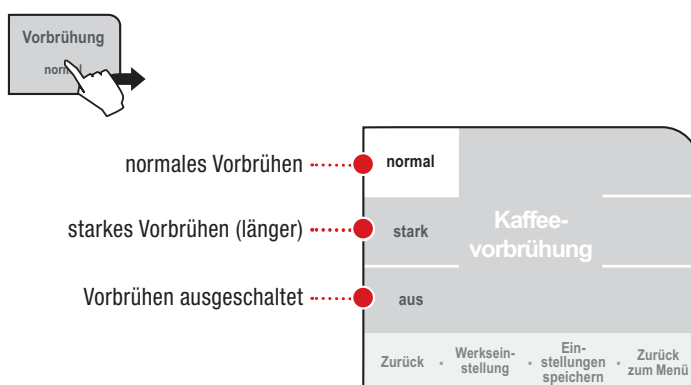 Vorbrühung
normales Vorbrühen
normal
starkes Vorbrühen (länger)
stark
Kaffee-
vorbrühung
Vorbrühen ausgeschaltet
aus
Zurück • Werksein-
stellung • Ein-
stellungen
speichern • Zurück
zum Menü